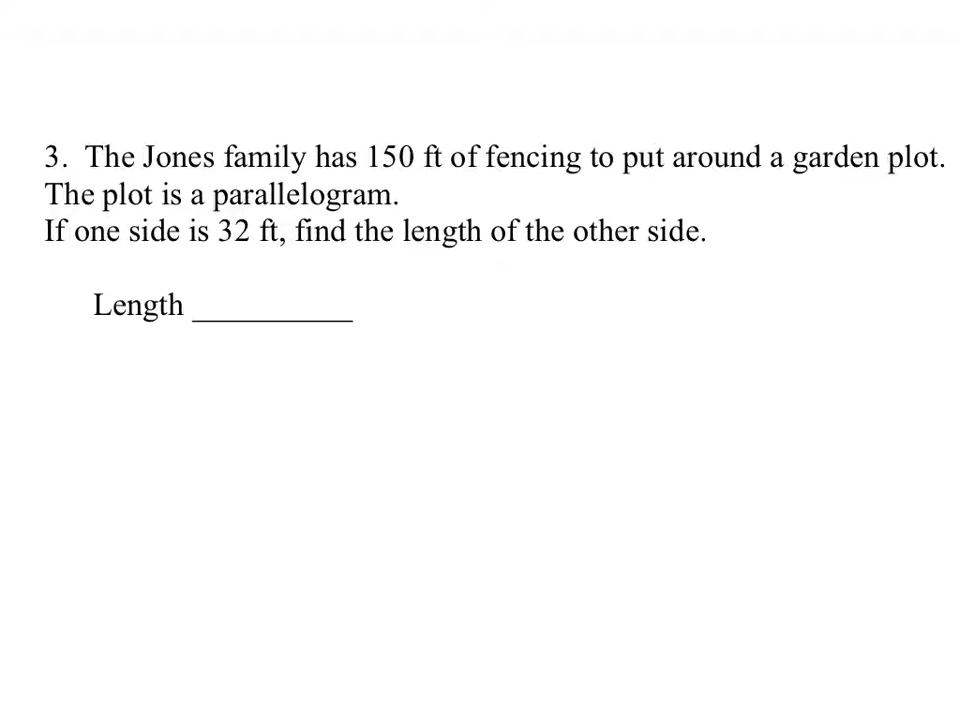 3. The Jones family has 150 ft of fencing to put around a garden plot.
The plot is a parallelogram.
If one side is 32 ft, find the length of the other side.
Length __________